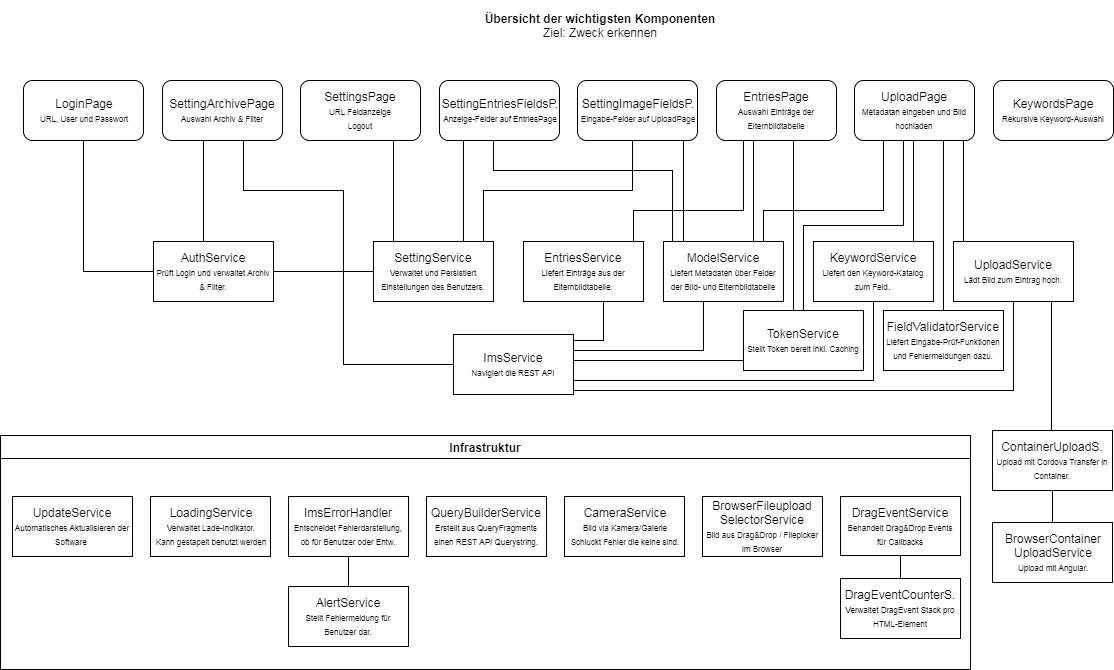 Übersicht der wichtigsten Komponenten
Ziel: Zweck erkennen
LoginPage
URL, User und Passwort
SettingArchivePage
Auswahl Archiv & Filter
SettingsPage
URL Feldanzeige
Logout
SettingEntriesFieldsP.
Anzeige-Felder auf EntriesPage
SettingImageFieldsP.
Eingabe-Felder auf UploadPage
EntriesPage
Auswahl Einträge der
Elternbildtabelle
UploadPage
Metadaten eingeben und Bild
hochladen
KeywordsPage
Rekursive Keyword-Auswahl
AuthService
Prüft Login und verwaltet Archiv
& Filter.
SettingService
Verwaltet und Persistiert
Einstellungen des Benutzers.
EntriesService
Liefert Einträge aus der
Elternbildtabelle.
ModelService
Liefert Metadaten über Felder
der Bild- und Elternbildtabelle
KeywordService
Liefert den Keyword-Katalog
zum Feld.
UploadService
Lädt Bild zum Eintrag hoch.
ImsService
Navigiert die REST API
TokenService
Stellt Token bereit inkl. Caching
FieldValidatorService
Liefert Eingabe-Prüf-Funktionen
und Fehlermeldungen dazu.
ContainerUploadS.
Upload mit Cordova Transfer in
Container.
BrowserContainer
UploadService
Upload mit Angular.
Infrastruktur
UpdateService
Automatisches Aktualisieren der
Software
LoadingService
Verwaltet Lade-Indikator.
Kann gestapelt benutzt werden
ImsErrorHandler
Entscheidet Fehlerdarstellung,
ob für Benutzer oder Entw.
QueryBuilderService
Erstellt aus QueryFragments
einen REST API Querystring.
CameraService
Bild via Kamera/Galerie
Schluckt Fehler die keine sind.
BrowserFileupload
SelectorService
Bild aus Drag&Drop / Filepicker
im Browser
DragEventService
Behandelt Drag&Drop Events
für Callbacks
AlertService
Stellt Fehlermeldung für
Benutzer dar.
DragEventCounterS.
Verwaltet DragEvent Stack pro
HTML-Element